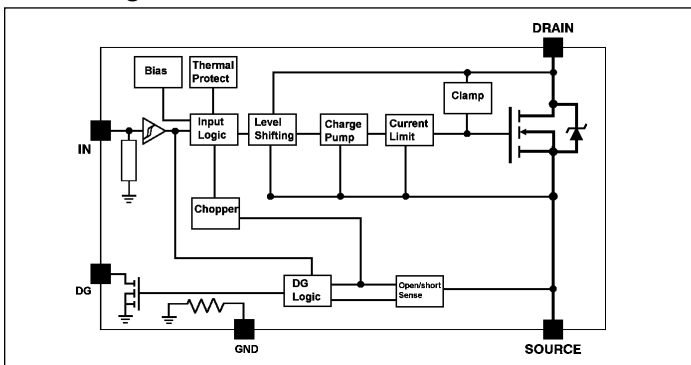 DRAIN
Bias
Thermal
Protect
Clamp
IN
Input
Logic
Level
Shifting
Charge
Pump
Current
Limit
Chopper
DG
DG
Logic
Open/short
Sense
GND
SOURCE